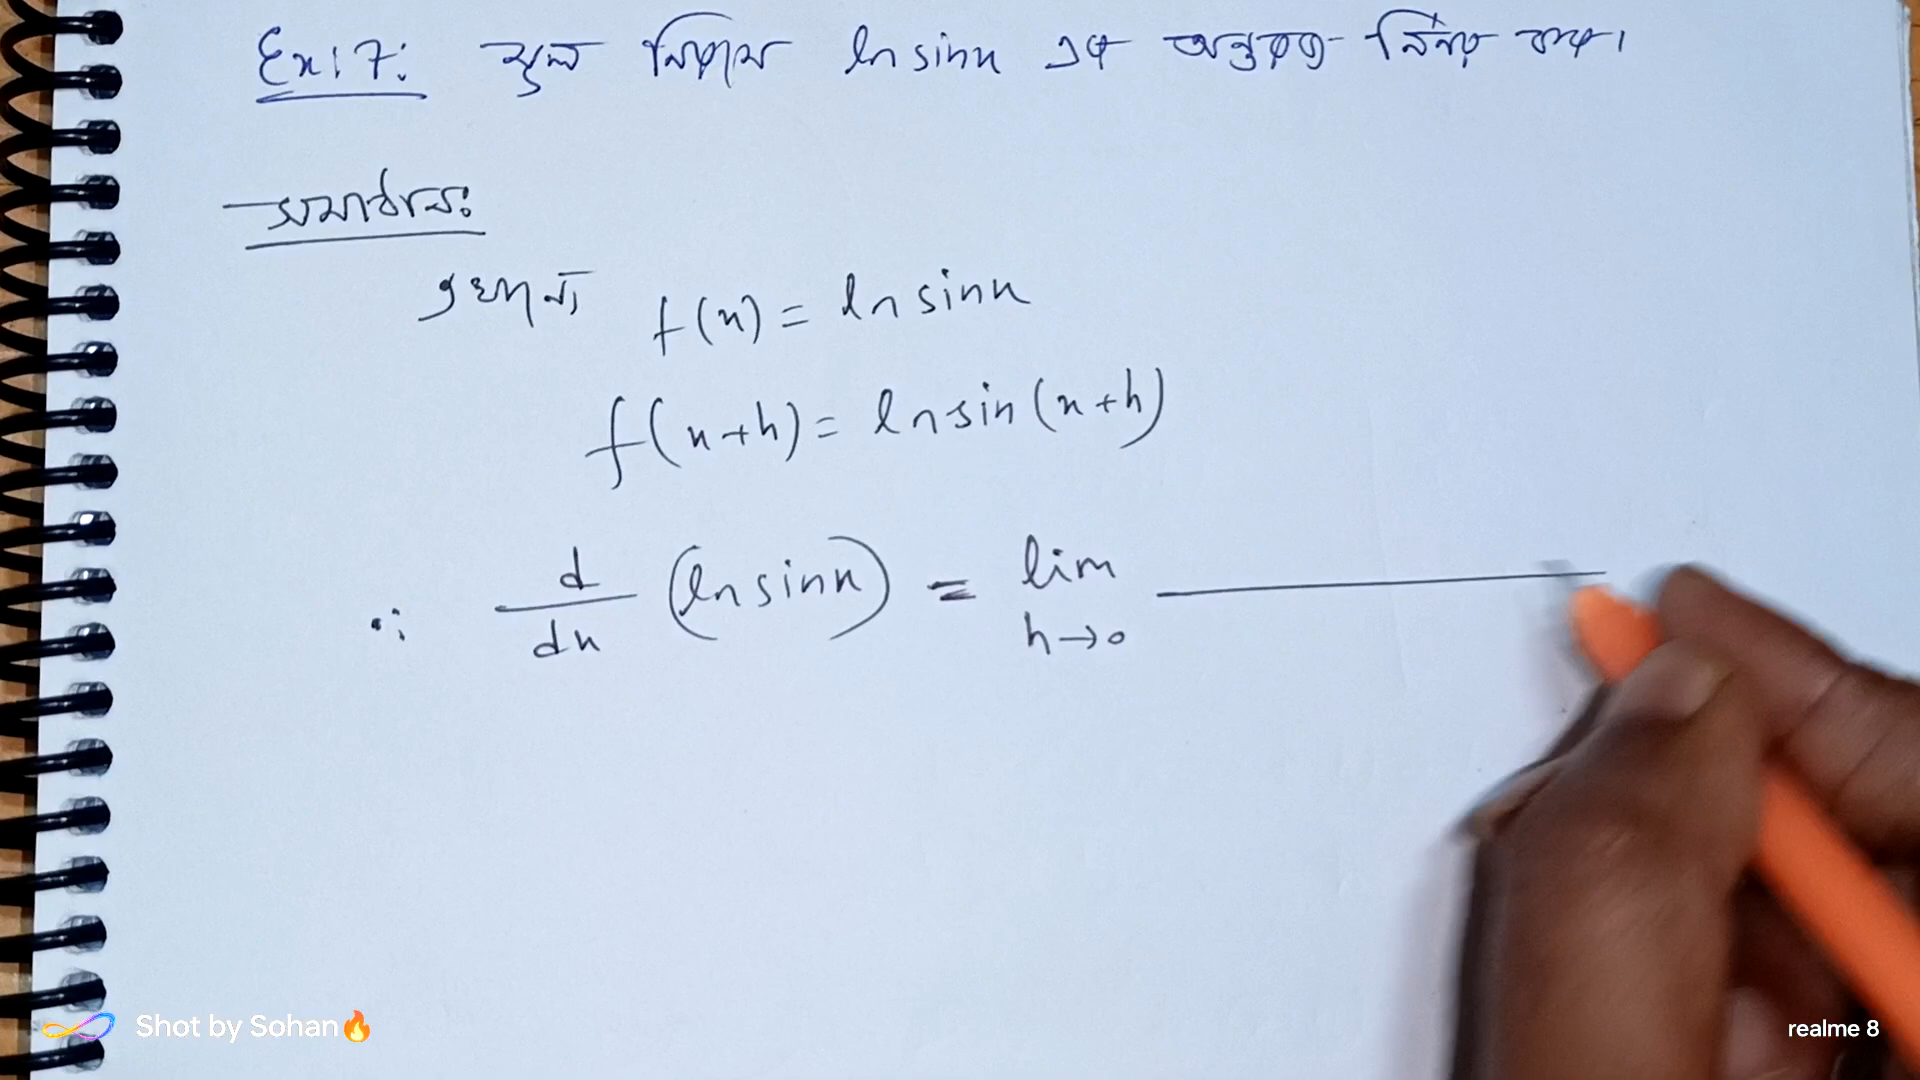 Ex: 7: মূল নিয়মে ln sinx এর অন্তরজ নির্ণয় কর।
সমাধান:
এখানে, f(x) = ln sinx
f(x+h) = ln sin(x+h)
∴ d/dx (ln sinx) = lim h→0
Shot by Sohan🔥
realme 8